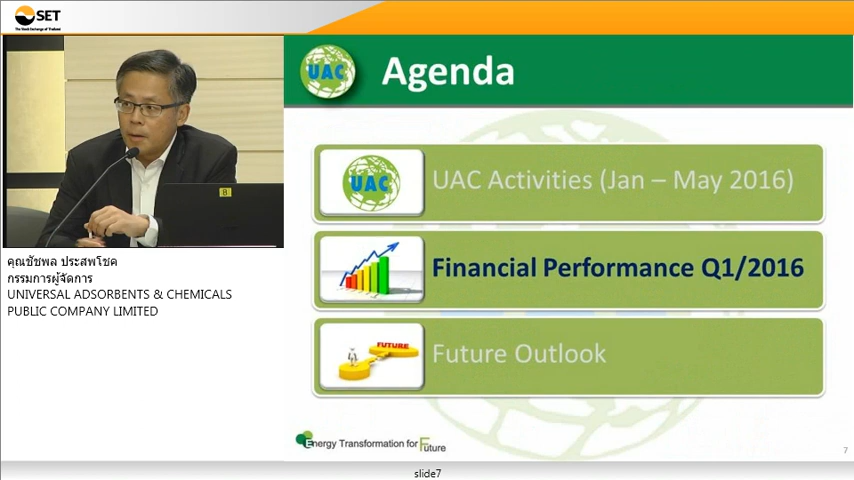 SET
The Stock Exchange of Thailand
UAC
Agenda
8
UAC
UAC Activities (Jan – May 2016)
Financial Performance Q1/2016
FUTURE
Future Outlook
คุณชัชพล ประสพโชค
กรรมการผู้จัดการ
UNIVERSAL ADSORBENTS & CHEMICALS
PUBLIC COMPANY LIMITED
Energy Transformation for Future
7
slide7